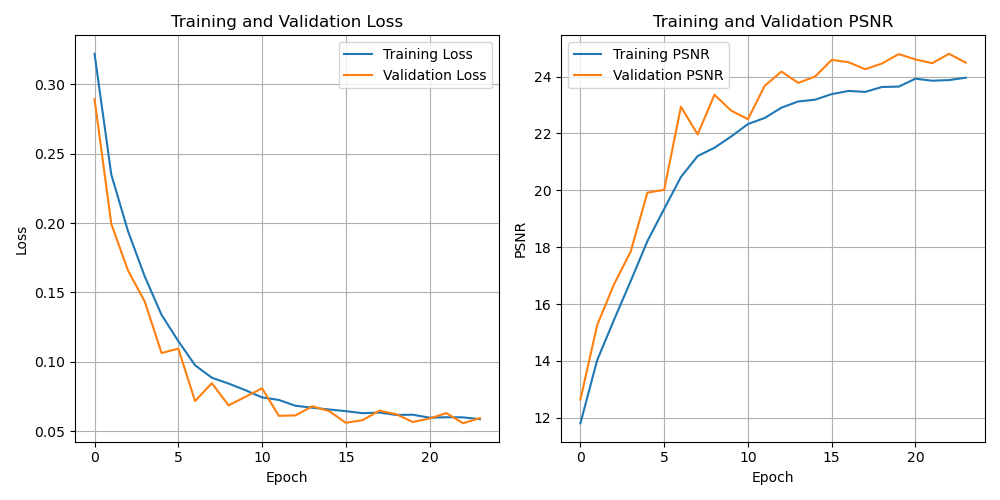 Training and Validation Loss
Training Loss
Validation Loss
0.30
0.25
0.20
0.15
0.10
0.05
Loss
0 5 10 15 20
Epoch
Training and Validation PSNR
Training PSNR
Validation PSNR
24
22
20
18
16
14
12
PSNR
0 5 10 15 20
Epoch